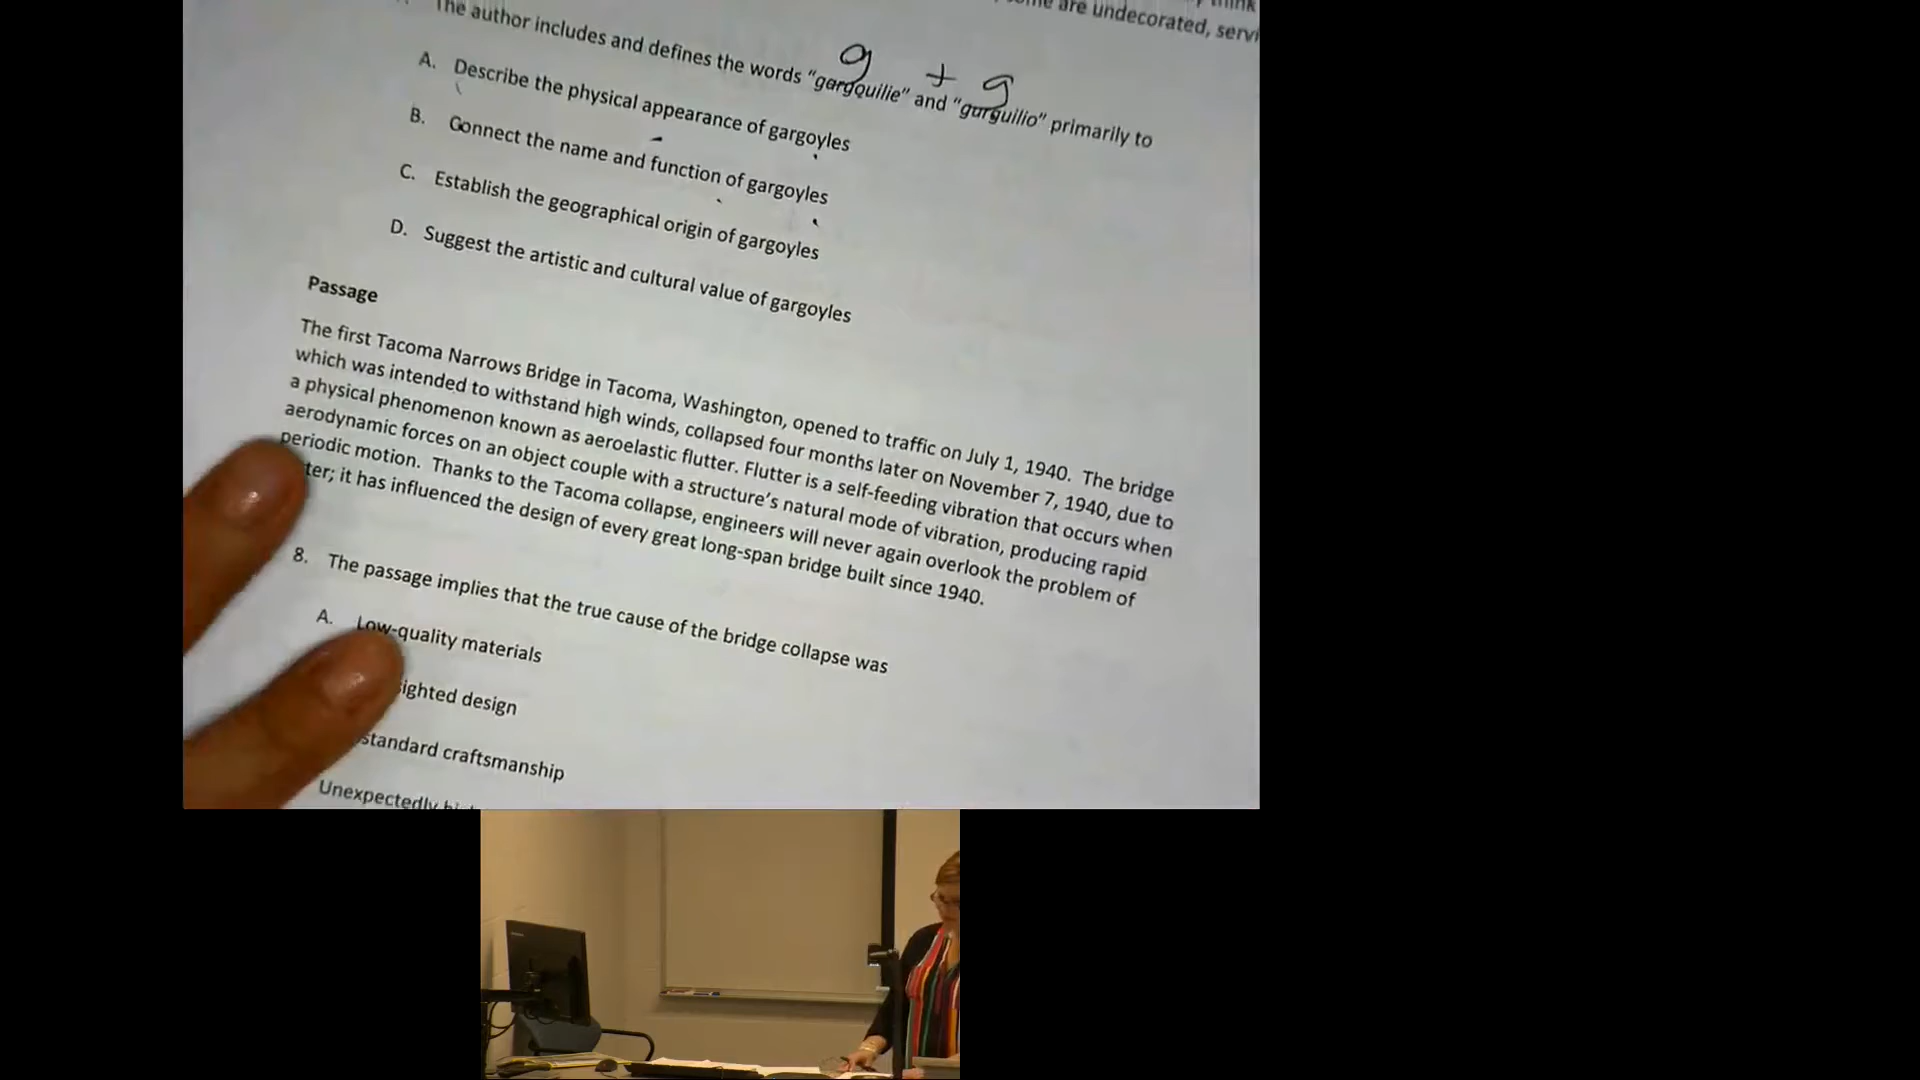 think
are undecorated, servi
The author includes and defines the words "gargouilie" and "gurguilio" primarily to
g + g
A. Describe the physical appearance of gargoyles
B. Connect the name and function of gargoyles
C. Establish the geographical origin of gargoyles
D. Suggest the artistic and cultural value of gargoyles
Passage
The first Tacoma Narrows Bridge in Tacoma, Washington, opened to traffic on July 1, 1940. The bridge
which was intended to withstand high winds, collapsed four months later on November 7, 1940, due to
a physical phenomenon known as aeroelastic flutter. Flutter is a self-feeding vibration that occurs when
aerodynamic forces on an object couple with a structure's natural mode of vibration, producing rapid
periodic motion. Thanks to the Tacoma collapse, engineers will never again overlook the problem of
ter; it has influenced the design of every great long-span bridge built since 1940.
8. The passage implies that the true cause of the bridge collapse was
A. Low-quality materials
ighted design
standard craftsmanship
Unexpectedly